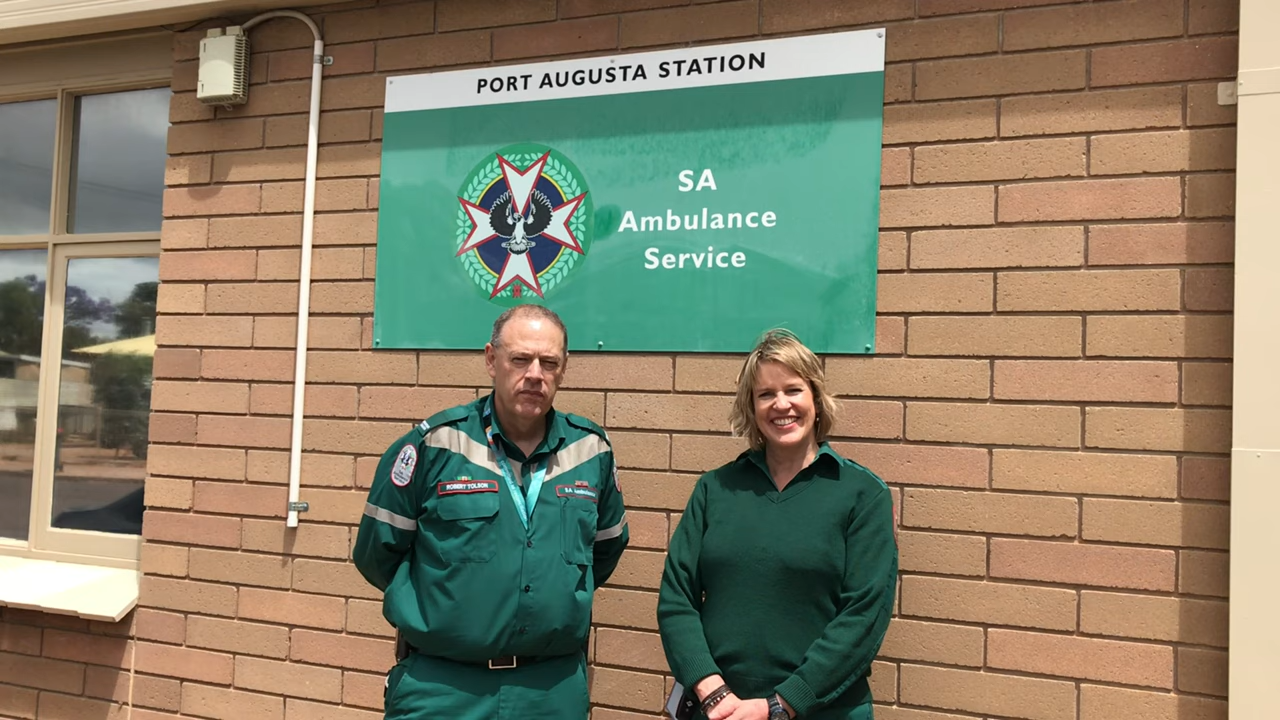 PORT AUGUSTA STATION
SA
Ambulance
Service
ROBERT TOLSON
SA Ambulance